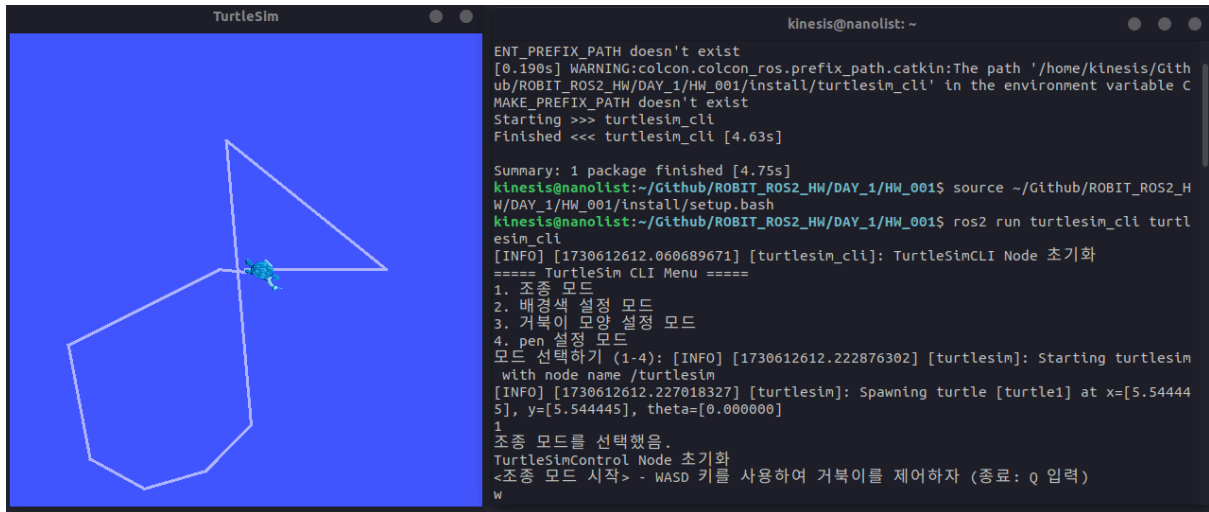 TurtleSim
kinesis@nanolist: ~
ENT_PREFIX_PATH doesn't exist
[0.190s] WARNING:colcon.colcon_ros.prefix_path.catkin:The path '/home/kinesis/Gith
ub/ROBIT_ROS2_HW/DAY_1/HW_001/install/turtlesim_cli' in the environment variable C
MAKE_PREFIX_PATH doesn't exist
Starting >>> turtlesim_cli
Finished <<< turtlesim_cli [4.63s]
Summary: 1 package finished [4.75s]
kinesis@nanolist:~/Github/ROBIT_ROS2_HW/DAY_1/HW_001$ source ~/Github/ROBIT_ROS2_H
W/DAY_1/HW_001/install/setup.bash
kinesis@nanolist:~/Github/ROBIT_ROS2_HW/DAY_1/HW_001$ ros2 run turtlesim_cli turtl
esim_cli
[INFO] [1730612612.060689671] [turtlesim_cli]: TurtleSimCLI Node 초기화
===== TurtleSim CLI Menu =====
1. 조종 모드
2. 배경색 설정 모드
3. 거북이 모양 설정 모드
4. pen 설정 모드
모드 선택하기 (1-4): [INFO] [1730612612.222876302] [turtlesim]: Starting turtlesim
with node name /turtlesim
[INFO] [1730612612.227018327] [turtlesim]: Spawning turtle [turtle1] at x=[5.54444
5], y=[5.544445], theta=[0.000000]
1
조종 모드를 선택했음.
TurtleSimControl Node 초기화
<조종 모드 시작> - WASD 키를 사용하여 거북이를 제어하자 (종료: Q 입력)
w